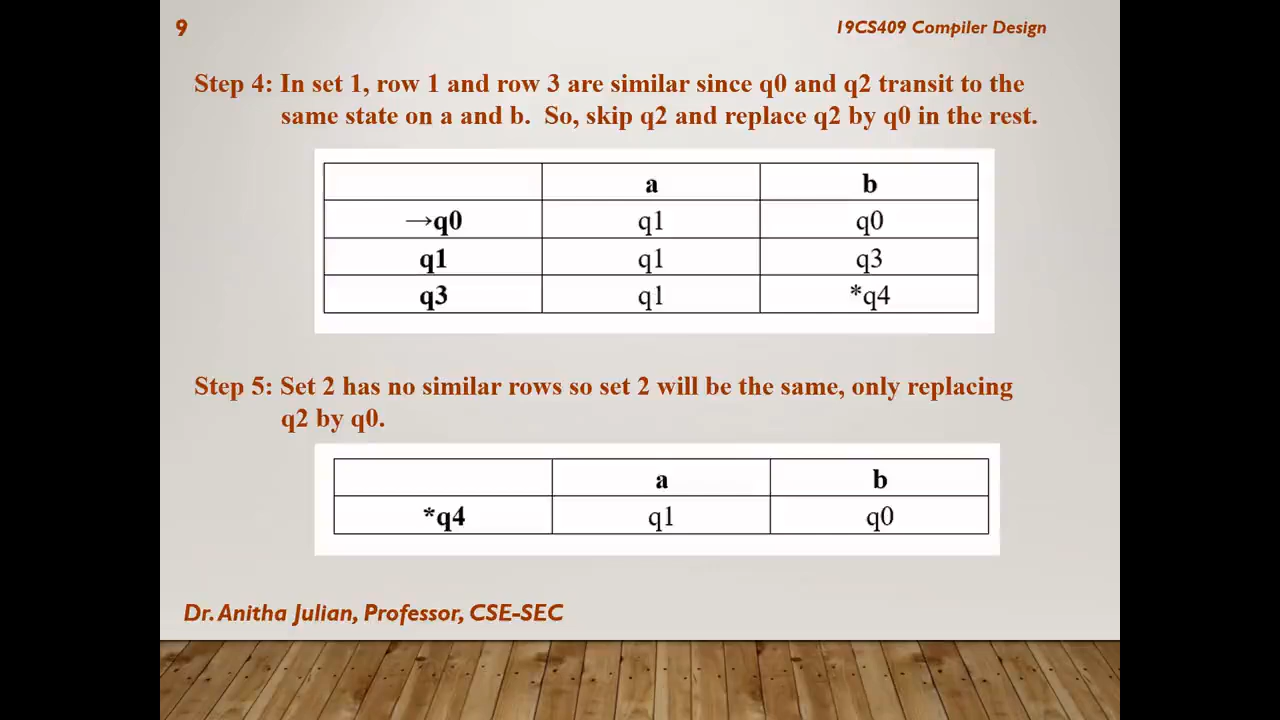 9
19CS409 Compiler Design
Step 4: In set 1, row 1 and row 3 are similar since q0 and q2 transit to the
same state on a and b. So, skip q2 and replace q2 by q0 in the rest.
a b
→q0 q1 q0
q1 q1 q3
q3 q1 *q4
Step 5: Set 2 has no similar rows so set 2 will be the same, only replacing
q2 by q0.
a b
*q4 q1 q0
Dr. Anitha Julian, Professor, CSE-SEC